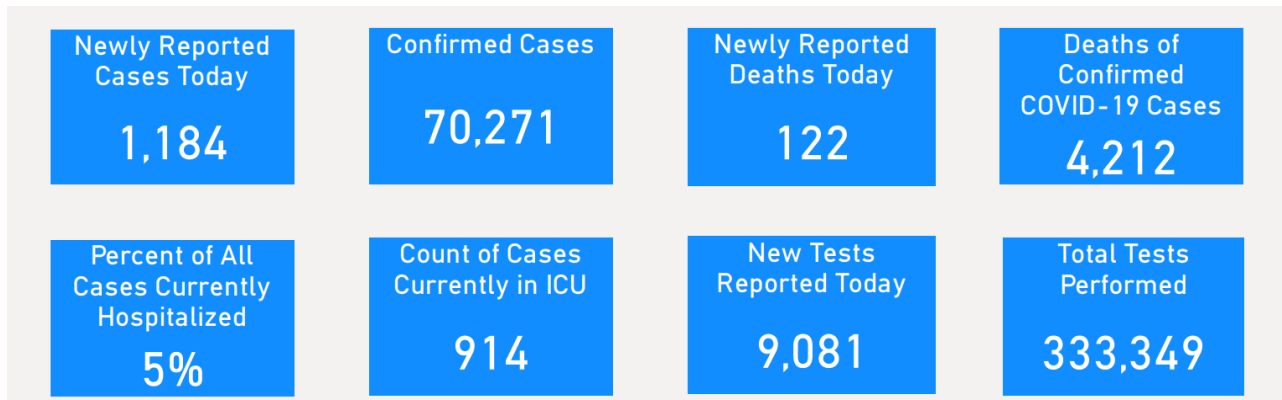 Newly Reported
Cases Today
1,184
Confirmed Cases
70,271
Newly Reported
Deaths Today
122
Deaths of
Confirmed
COVID-19 Cases
4,212
Percent of All
Cases Currently
Hospitalized
5%
Count of Cases
Currently in ICU
914
New Tests
Reported Today
9,081
Total Tests
Performed
333,349